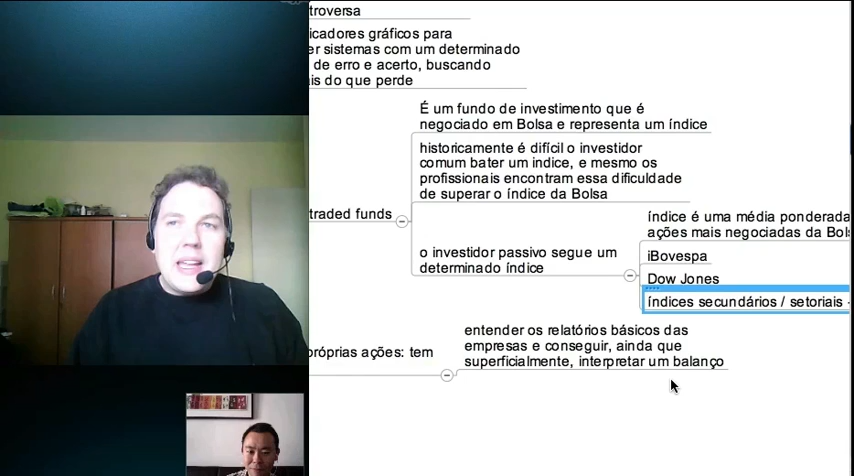 troversa
icadores gráficos para
er sistemas com um determinado
de erro e acerto, buscando
is do que perde
É um fundo de investimento que é
negociado em Bolsa e representa um índice
historicamente é difícil o investidor
comum bater um indice, e mesmo os
profissionais encontram essa dificuldade
de superar o índice da Bolsa
traded funds
índice é uma média ponderada
ações mais negociadas da Bol
o investidor passivo segue um
determinado índice
iBovespa
Dow Jones
índices secundários / setoriais -
entender os relatórios básicos das
empresas e conseguir, ainda que
superficialmente, interpretar um balanço
próprias ações: tem